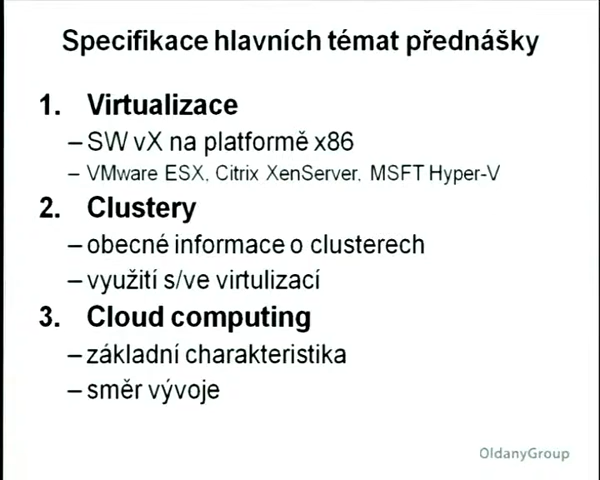 Specifikace hlavních témat přednášky
1. Virtualizace
– SW vX na platformě x86
– VMware ESX, Citrix XenServer, MSFT Hyper-V
2. Clustery
– obecné informace o clusterech
– využití s/ve virtulizací
3. Cloud computing
– základní charakteristika
– směr vývoje
OldanyGroup